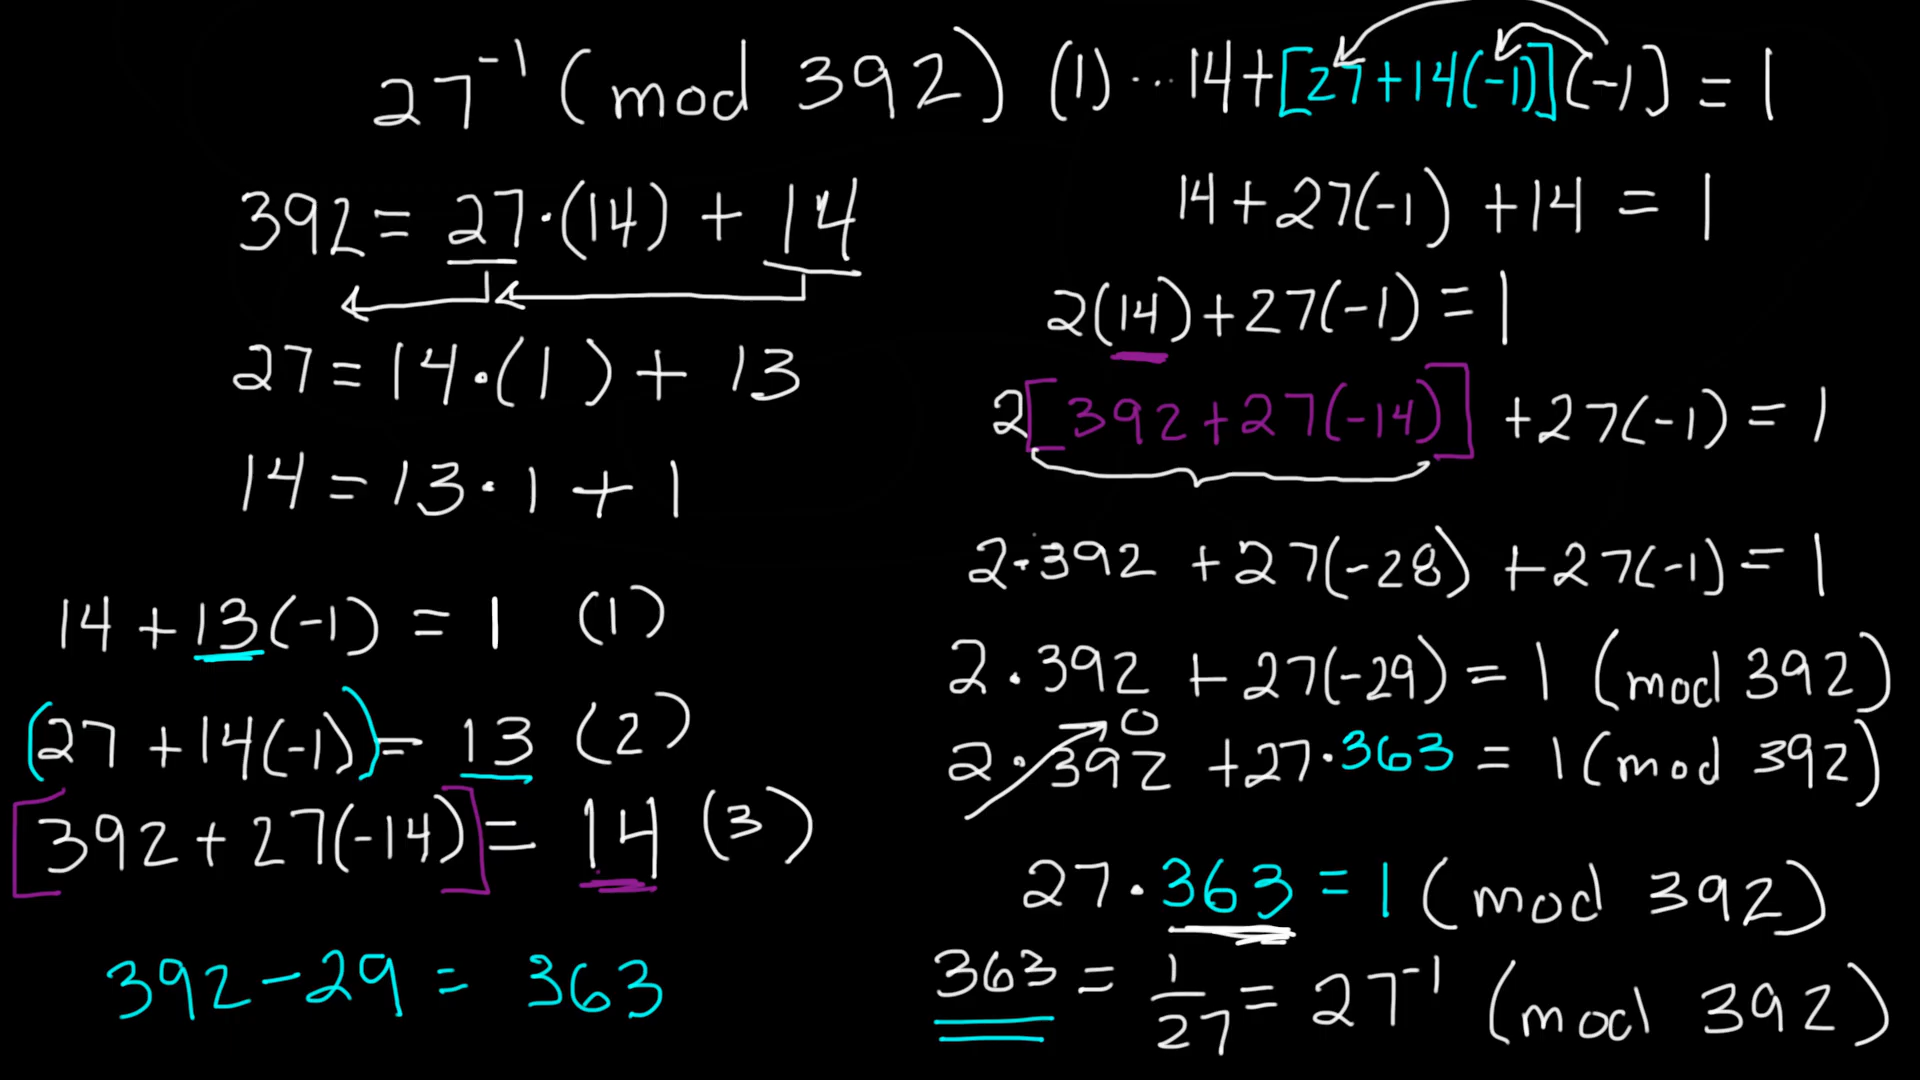 27⁻¹ (mod 392)
392 = 27·(14) + 14
27 = 14·(1) + 13
14 = 13·1 + 1
14 + 13(-1) = 1 (1)
(27 + 14(-1)) = 13 (2)
[392 + 27(-14)] = 14 (3)
392 - 29 = 363
(1) ... 14 + [27 + 14(-1)](-1) = 1
14 + 27(-1) + 14 = 1
2(14) + 27(-1) = 1
2[392 + 27(-14)] + 27(-1) = 1
2·392 + 27(-28) + 27(-1) = 1
2·392 + 27(-29) = 1 (mod 392)
0
2·392 + 27·363 = 1 (mod 392)
27·363 = 1 (mod 392)
363 = 1/27 = 27⁻¹ (mod 392)